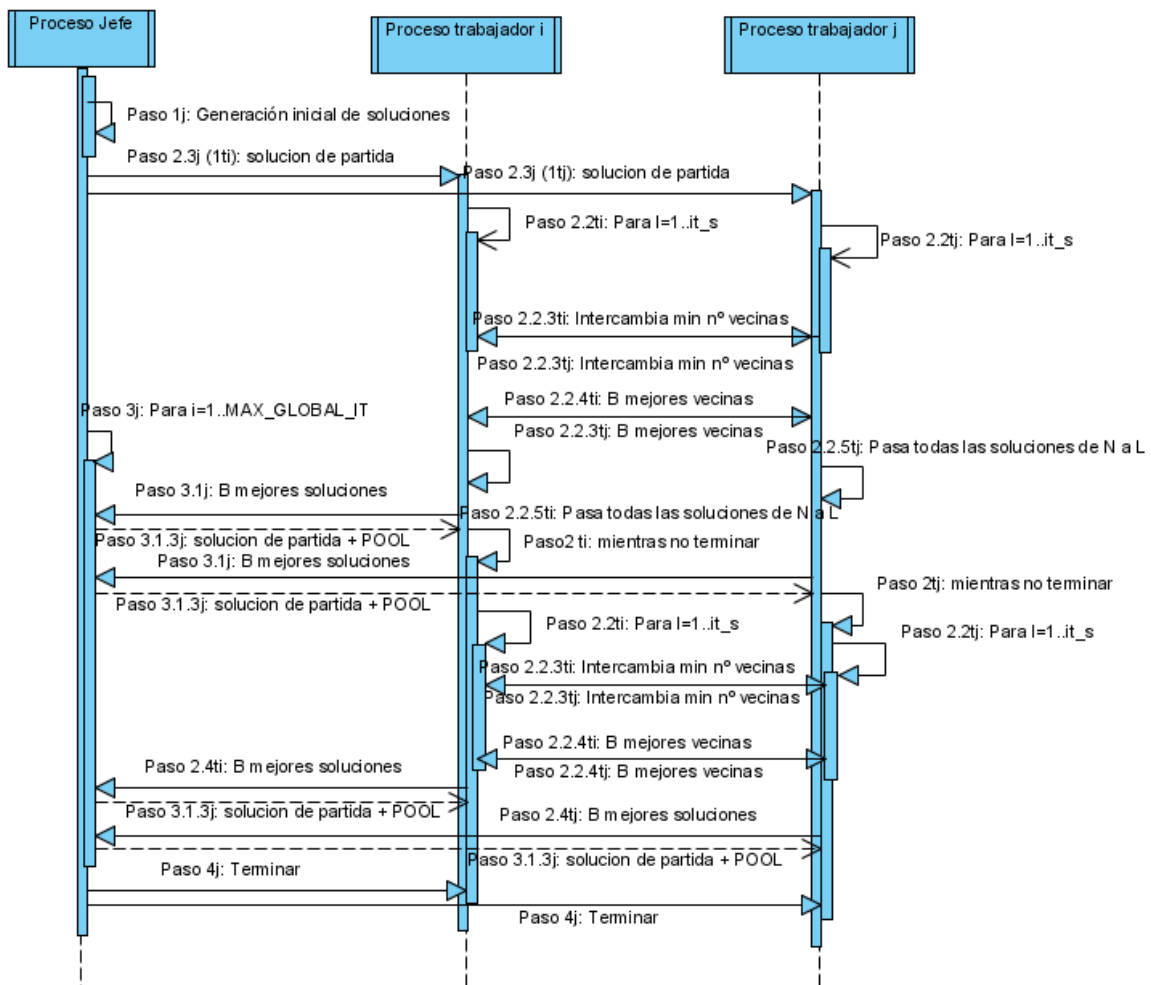 Proceso Jefe
Proceso trabajador i
Proceso trabajador j
Paso 1j: Generación inicial de soluciones
Paso 2.3j (1ti): solucion de partida
Paso 2.3j (1tj): solucion de partida
Paso 2.2ti: Para l=1..it_s
Paso 2.2tj: Para l=1..it_s
Paso 2.2.3ti: Intercambia min nº vecinas
Paso 2.2.3tj: Intercambia min nº vecinas
Paso 2.2.4ti: B mejores vecinas
Paso 3j: Para i=1..MAX_GLOBAL_IT
Paso 2.2.3tj: B mejores vecinas
Paso 2.2.5tj: Pasa todas las soluciones de N a L
Paso 3.1j: B mejores soluciones
Paso 2.2.5ti: Pasa todas las soluciones de N a L
Paso 3.1.3j: solucion de partida + POOL
Paso2 ti: mientras no terminar
Paso 3.1j: B mejores soluciones
Paso 2tj: mientras no terminar
Paso 3.1.3j: solucion de partida + POOL
Paso 2.2ti: Para l=1..it_s
Paso 2.2tj: Para l=1..it_s
Paso 2.2.3ti: Intercambia min nº vecinas
Paso 2.2.3tj: Intercambia min nº vecinas
Paso 2.2.4ti: B mejores vecinas
Paso 2.4ti: B mejores soluciones
Paso 2.2.4tj: B mejores vecinas
Paso 3.1.3j: solucion de partida + POOL
Paso 2.4tj: B mejores soluciones
Paso 3.1.3j: solucion de partida + POOL
Paso 4j: Terminar
Paso 4j: Terminar